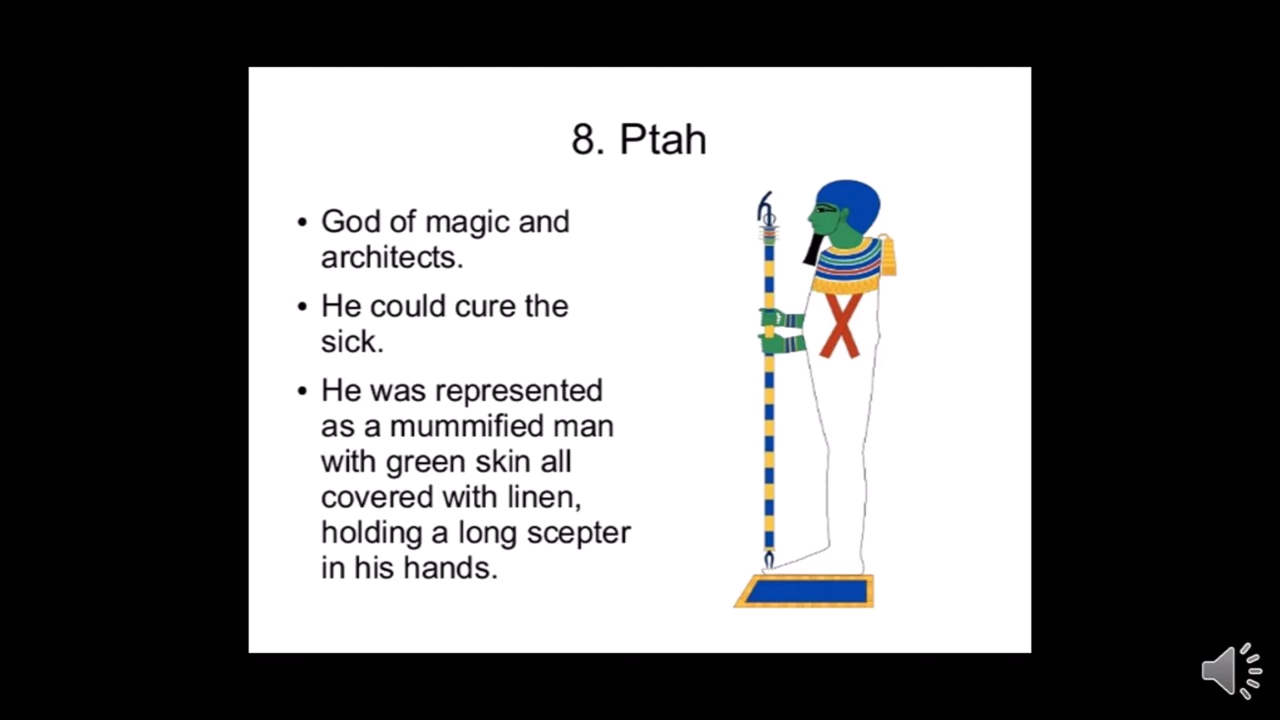 8. Ptah
• God of magic and
architects.
• He could cure the
sick.
• He was represented
as a mummified man
with green skin all
covered with linen,
holding a long scepter
in his hands.